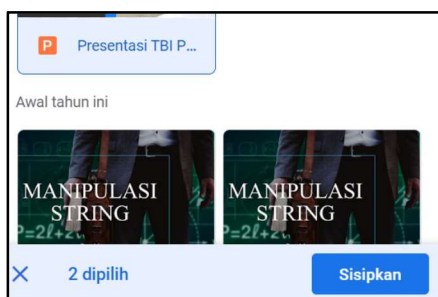 P Presentasi TBI P...
Awal tahun ini
MANIPULASI
STRING
MANIPULASI
STRING
2 dipilih
Sisipkan